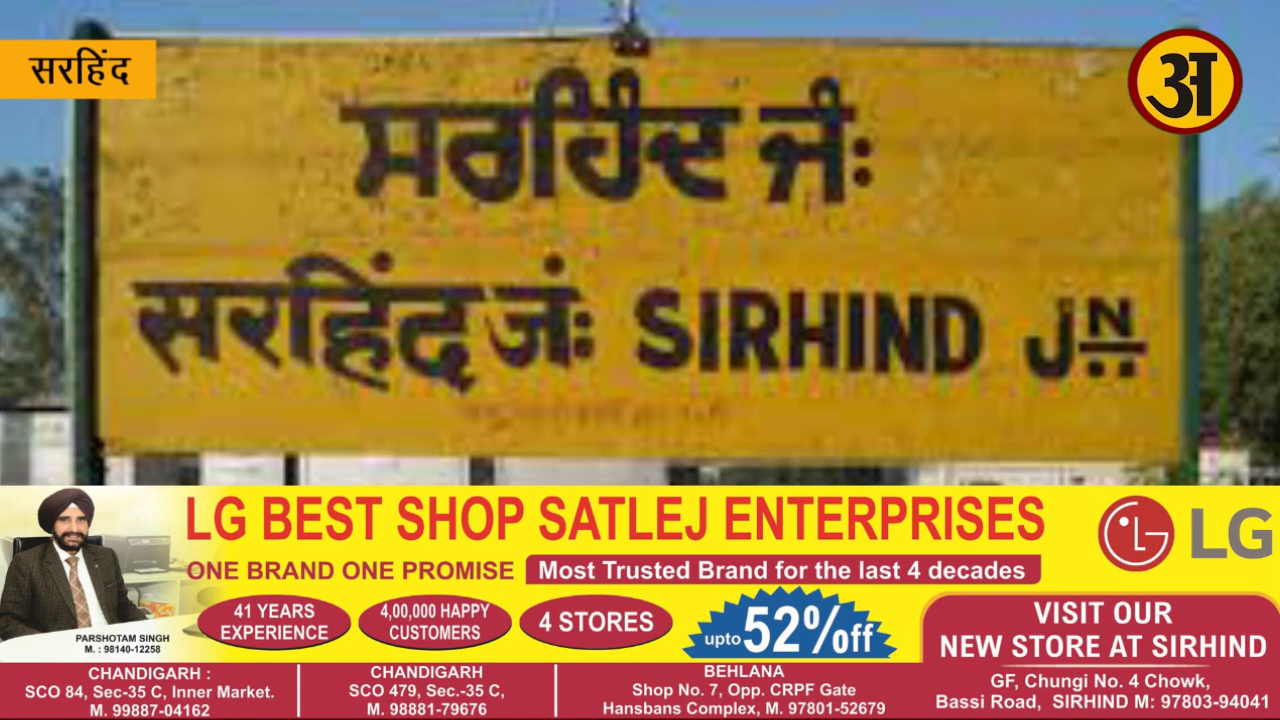 सरहिंद
अ
ਸਰਹਿੰਦ ਜੰ:
सरहिंद जं: SIRHIND JN
LG BEST SHOP SATLEJ ENTERPRISES
LG
ONE BRAND ONE PROMISE Most Trusted Brand for the last 4 decades
41 YEARS
EXPERIENCE
4,00,000 HAPPY
CUSTOMERS
4 STORES
upto 52% off
PARSHOTAM SINGH
M. : 98140-12258
VISIT OUR
NEW STORE AT SIRHIND
GF, Chungi No. 4 Chowk,
Bassi Road, SIRHIND M: 97803-94041
CHANDIGARH :
SCO 84, Sec-35 C, Inner Market.
M. 99887-04162
CHANDIGARH
SCO 479, Sec.-35 C,
M. 98881-79676
BEHLANA
Shop No. 7, Opp. CRPF Gate
Hansbans Complex, M. 97801-52679